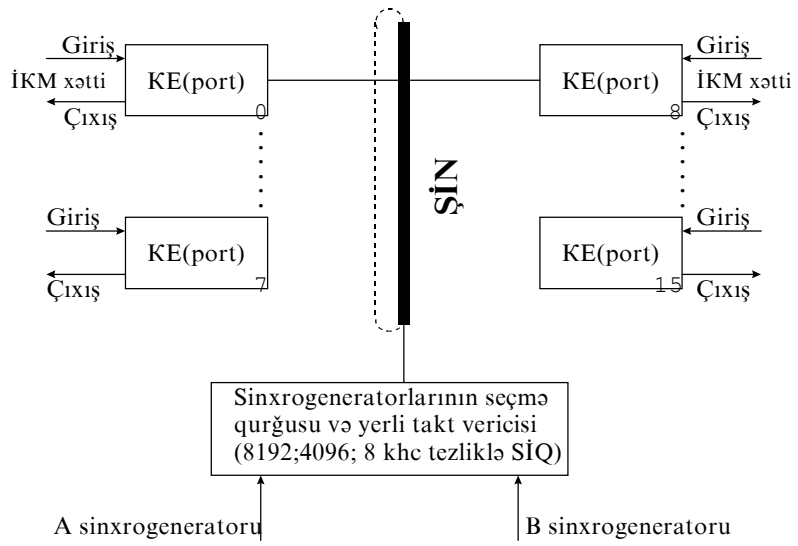 Giriş
İKM xətti
Çıxış
KE(port)
0
KE(port)
8
Giriş
İKM xətti
Çıxış
ŞİN
Giriş
Çıxış
KE(port)
7
KE(port)
15
Giriş
Çıxış
Sinxrogeneratorlarının seçmə
qurğusu və yerli takt vericisi
(8192;4096; 8 khc tezliklə SİQ)
A sinxrogeneratoru
B sinxrogeneratoru